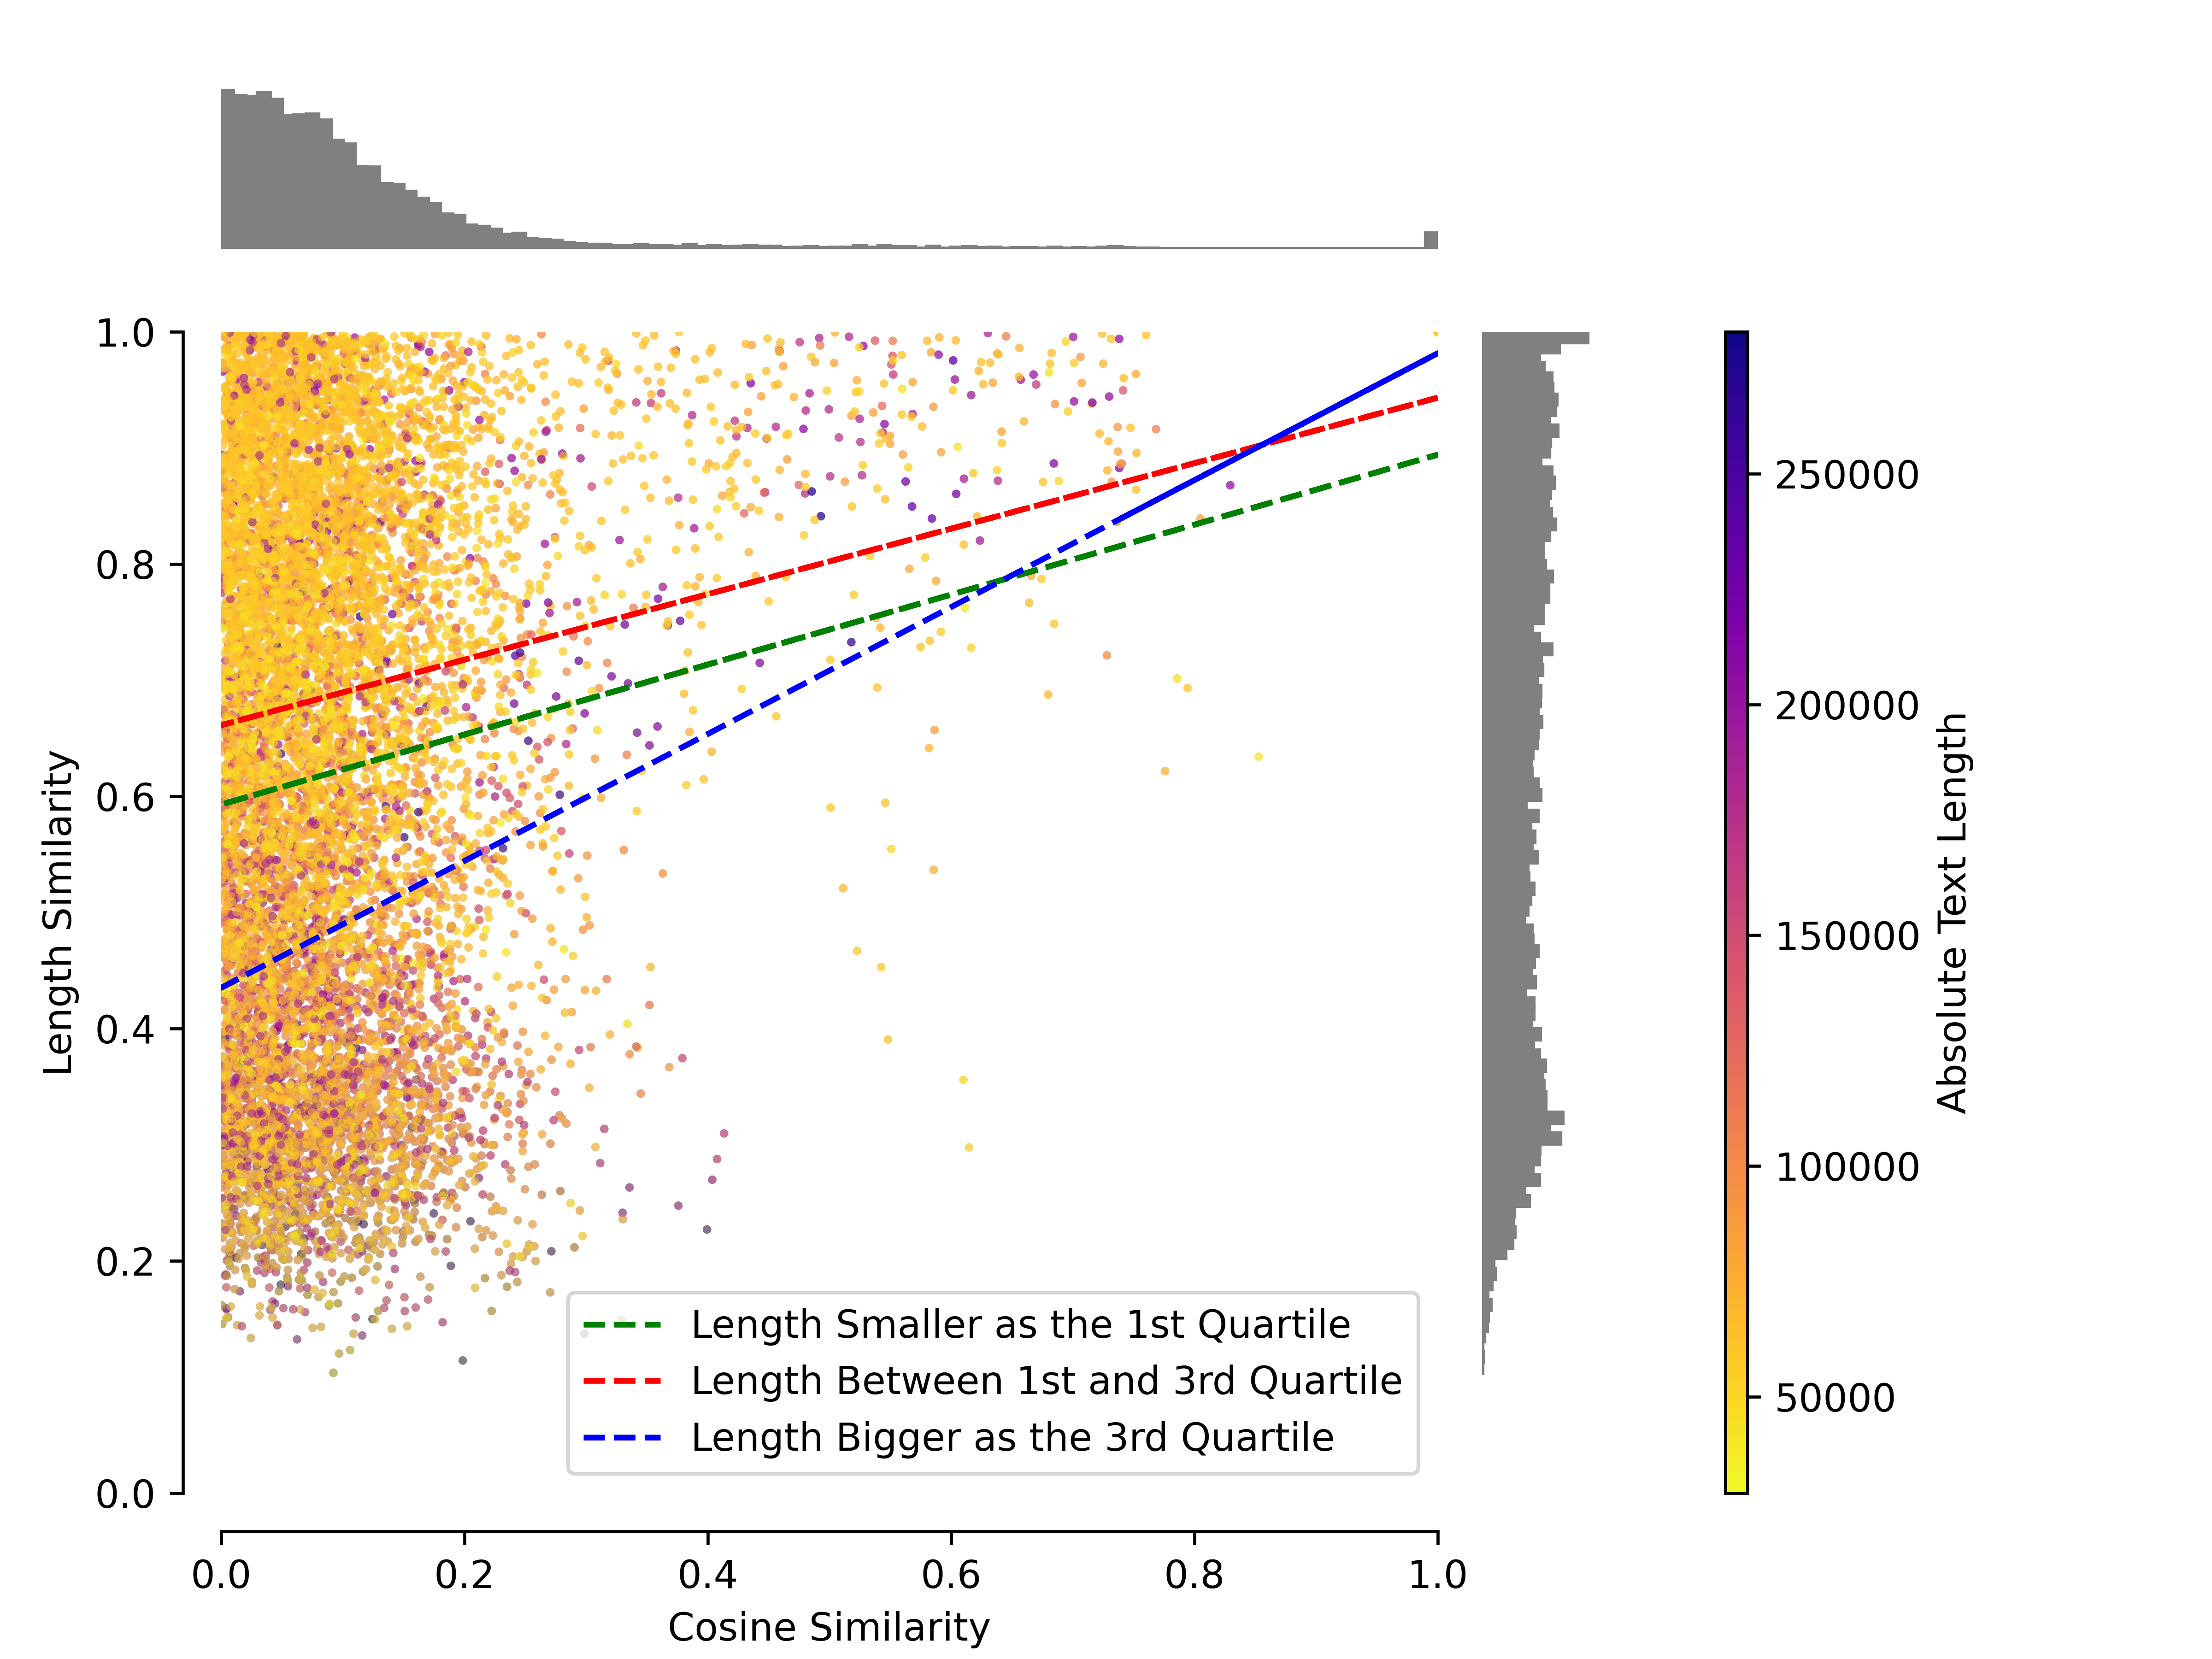 1.0
0.8
0.6
0.4
0.2
0.0
Length Similarity
0.0 0.2 0.4 0.6 0.8 1.0
Cosine Similarity
Length Smaller as the 1st Quartile
Length Between 1st and 3rd Quartile
Length Bigger as the 3rd Quartile
250000
200000
150000
100000
50000
Absolute Text Length